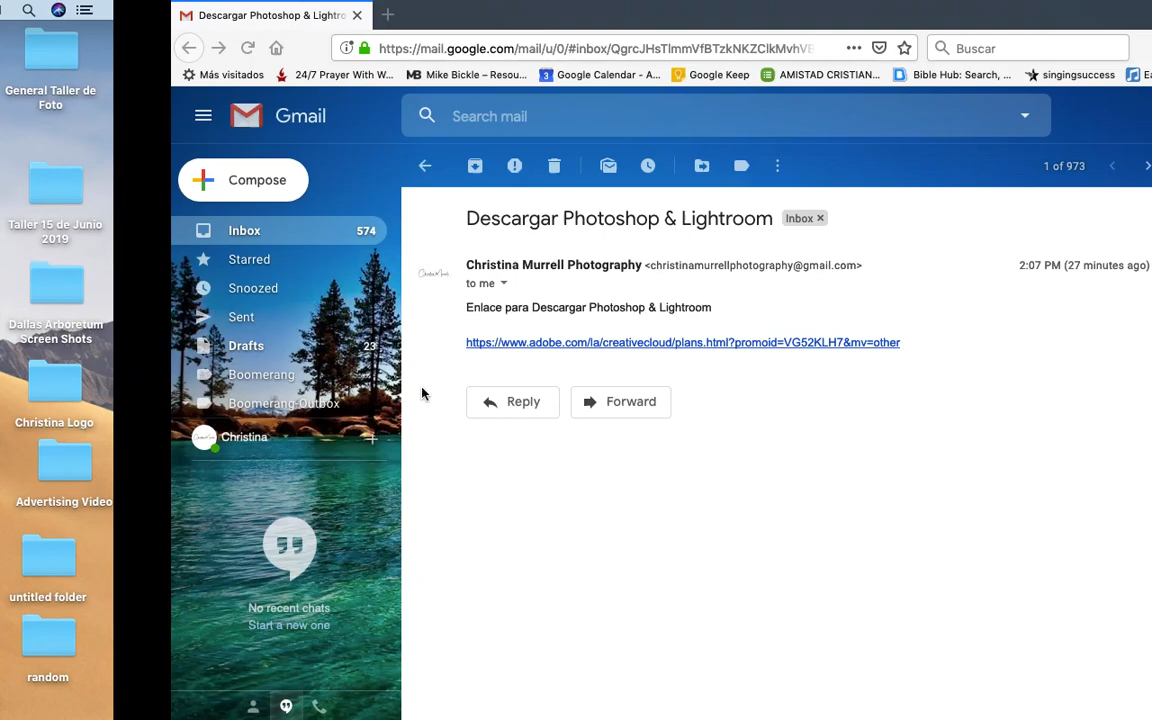 General Taller de
Foto
Taller 15 de Junio
2019
Dallas Arboretum
Screen Shots
Christina Logo
Advertising Video
untitled folder
random
Descargar Photoshop & Lightro
https://mail.google.com/mail/u/0/#inbox/QgrcJHsTlmmVfBTzkNKZClkMvhVB
Buscar
Más visitados
24/7 Prayer With W...
Mike Bickle – Resou...
Google Calendar - A...
Google Keep
AMISTAD CRISTIAN...
Bible Hub: Search, ...
singingsuccess
Ea
Gmail
Search mail
Compose
1 of 973
Inbox 574
Starred
Snoozed
Sent
Drafts 23
Boomerang
Boomerang-Outbox
Christina
No recent chats
Start a new one
Descargar Photoshop & Lightroom Inbox x
Christina Murrell Photography <christinamurrellphotography@gmail.com> 2:07 PM (27 minutes ago)
to me
Enlace para Descargar Photoshop & Lightroom
https://www.adobe.com/la/creativecloud/plans.html?promoid=VG52KLH7&mv=other
Reply Forward